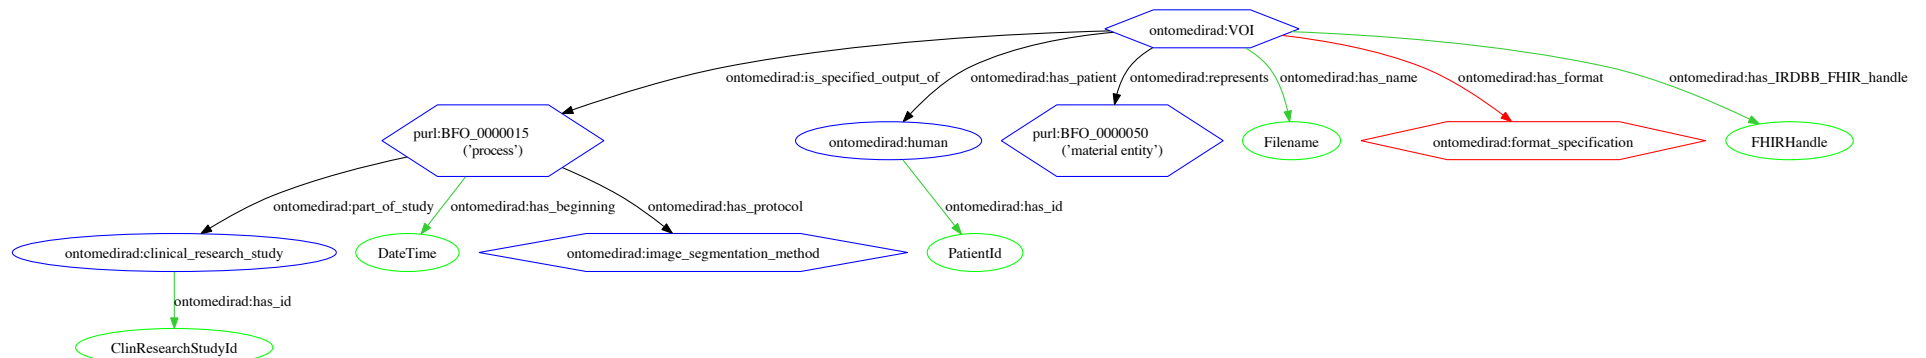 ontomedirad:VOI
ontomedirad:is_specified_output_of
ontomedirad:has_patient
ontomedirad:represents
ontomedirad:has_name
ontomedirad:has_format
ontomedirad:has_IRDBB_FHIR_handle
purl:BFO_0000015
('process')
ontomedirad:human
purl:BFO_0000050
('material entity')
Filename
ontomedirad:format_specification
FHIRHandle
ontomedirad:part_of_study
ontomedirad:has_beginning
ontomedirad:has_protocol
ontomedirad:has_id
ontomedirad:clinical_research_study
DateTime
ontomedirad:image_segmentation_method
PatientId
ontomedirad:has_id
ClinResearchStudyId